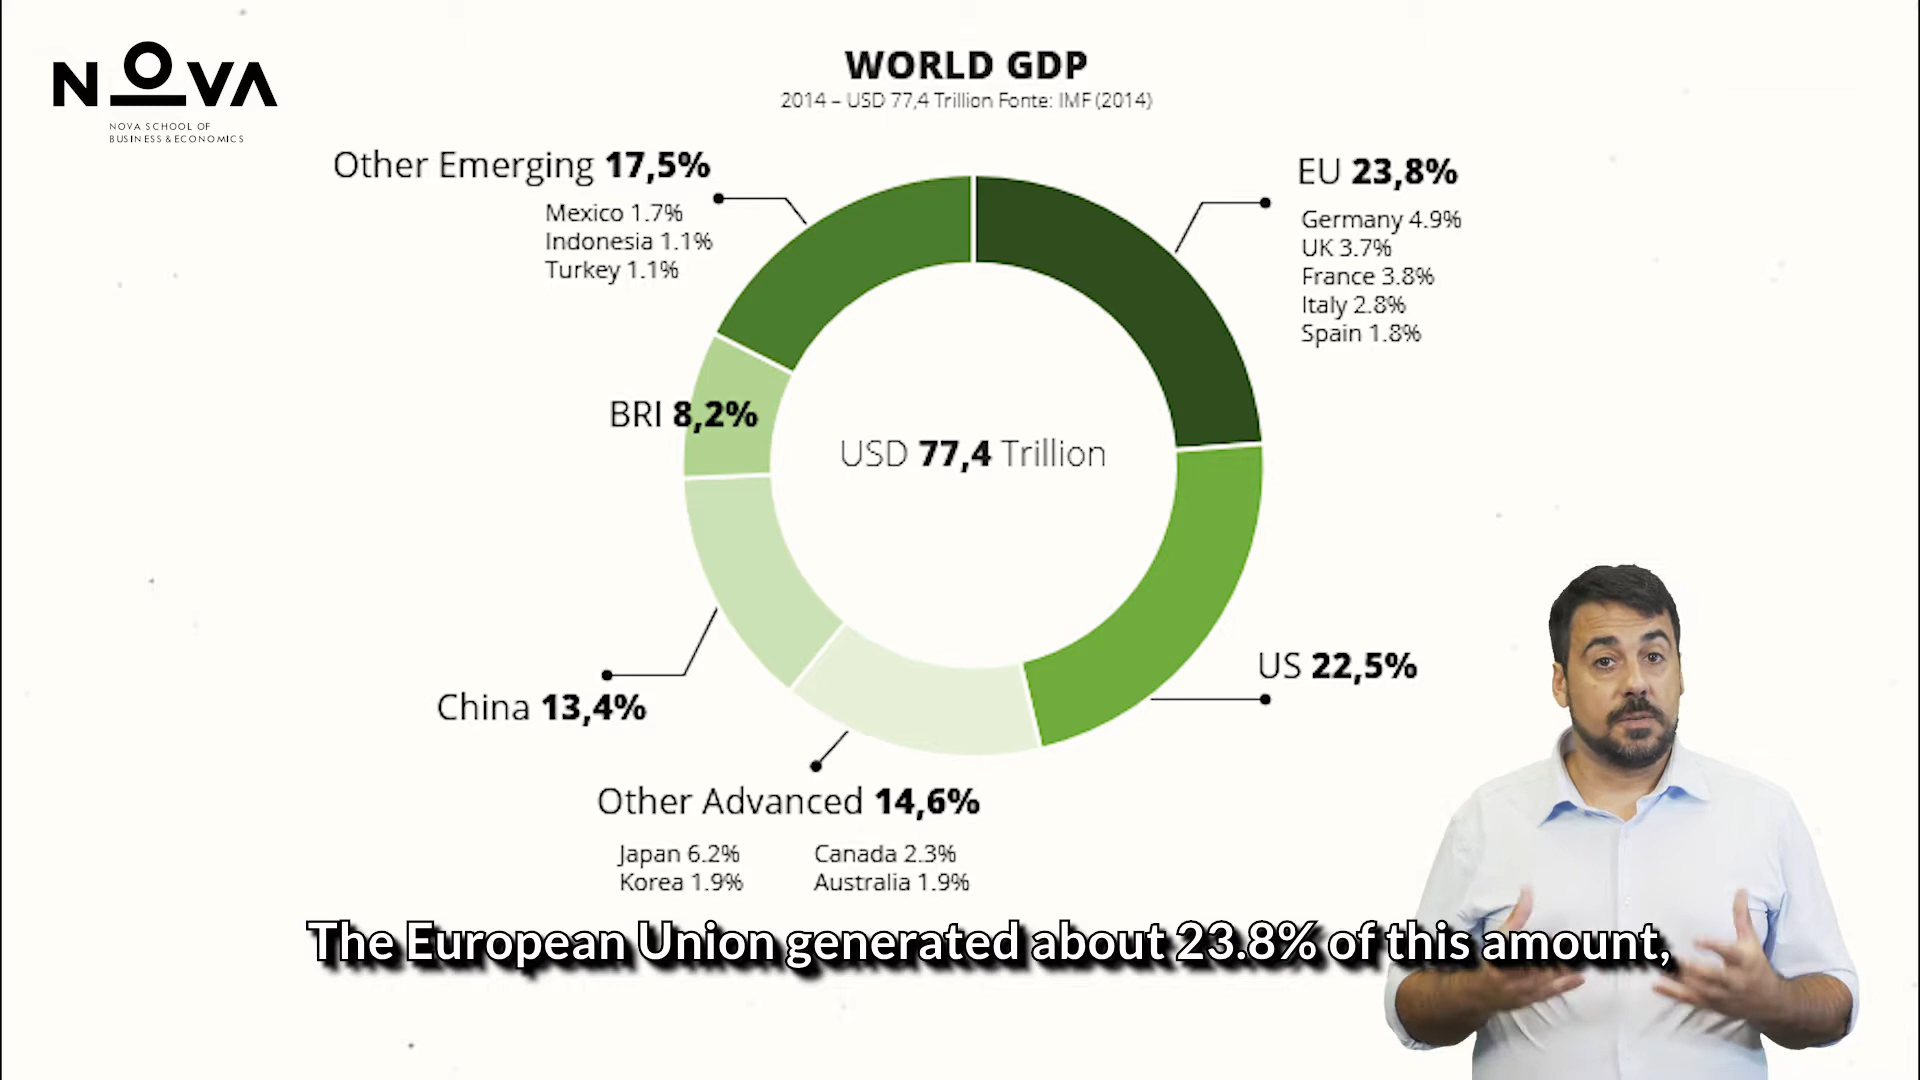 NOVA
NOVA SCHOOL OF
BUSINESS & ECONOMICS
WORLD GDP
2014 – USD 77,4 Trillion Fonte: IMF (2014)
Other Emerging 17,5%
Mexico 1.7%
Indonesia 1.1%
Turkey 1.1%
EU 23,8%
Germany 4.9%
UK 3.7%
France 3.8%
Italy 2.8%
Spain 1.8%
BRI 8,2%
USD 77,4 Trillion
US 22,5%
China 13,4%
Other Advanced 14,6%
Japan 6.2% Canada 2.3%
Korea 1.9% Australia 1.9%
The European Union generated about 23.8% of this amount,